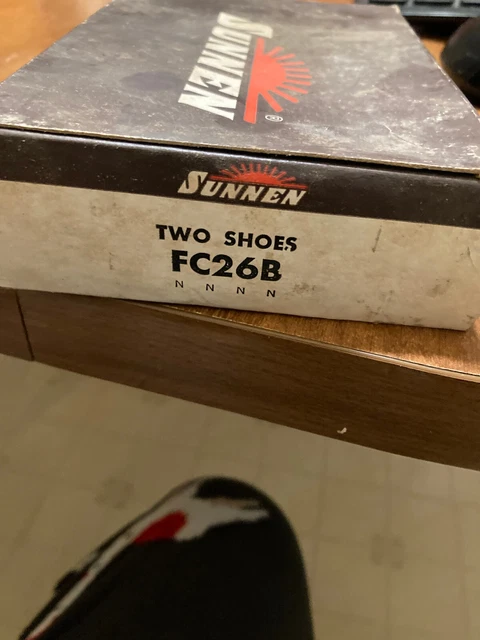 SUNNEN
®
SUNNEN
TWO SHOES
FC26B
N N N N